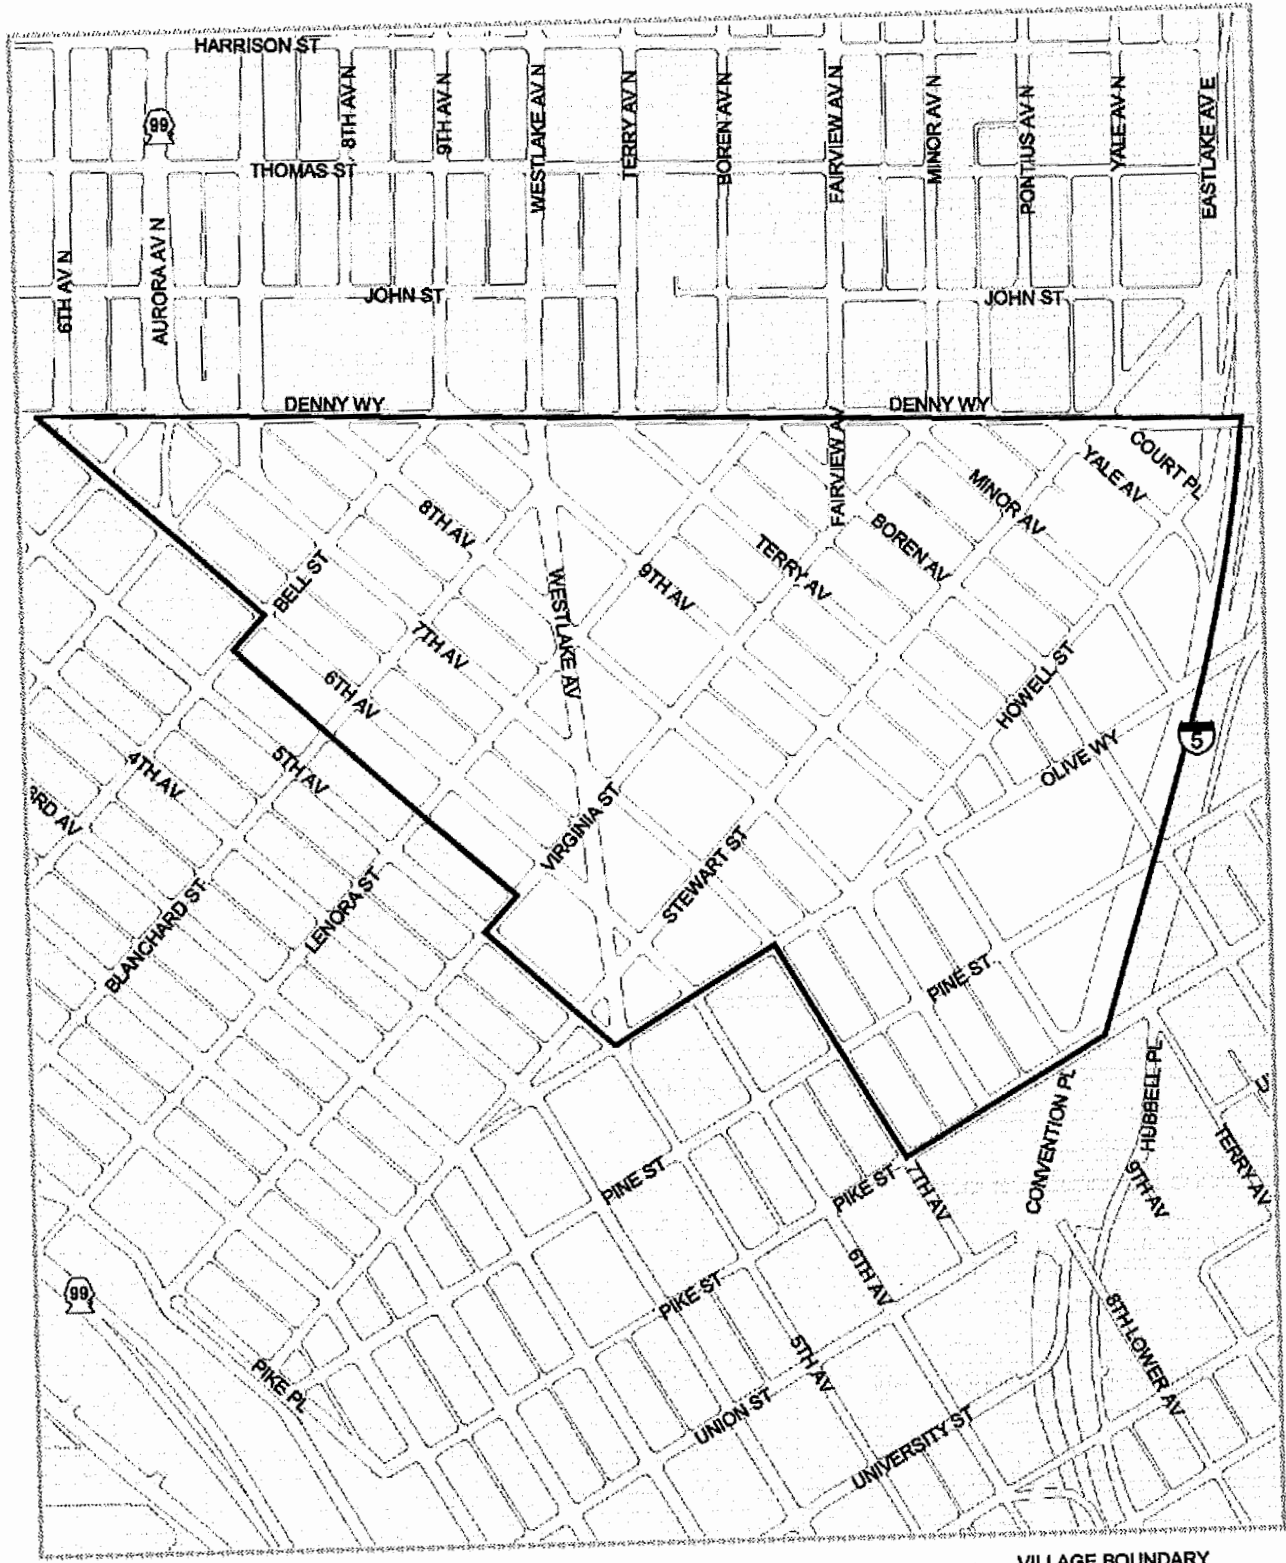 HARRISON ST
99
8TH AV N
9TH AV N
WESTLAKE AV N
TERRY AV N
BOREN AV N
FAIRVIEW AV N
MINOR AV N
PONTIUS AV N
YALE AV N
EASTLAKE AV E
THOMAS ST
6TH AV N
AURORA AV N
JOHN ST
JOHN ST
DENNY WY
DENNY WY
FAIRVIEW AV
COURT PL
YALE AV
MINOR AV
8TH AV
BOREN AV
TERRY AV
BELL ST
9TH AV
WESTLAKE AV
7TH AV
6TH AV
HOWELL ST
5
4TH AV
5TH AV
OLIVE WY
3RD AV
VIRGINIA ST
STEWART ST
BLANCHARD ST
LENORA ST
PINE ST
CONVENTION PL
HUBBELL PL
TERRY AV
PINE ST
PIKE ST
7TH AV
9TH AV
99
PIKE ST
6TH AV
8TH LOWER AV
PIKE PL
5TH AV
UNION ST
UNIVERSITY ST
VILLAGE BOUNDARY